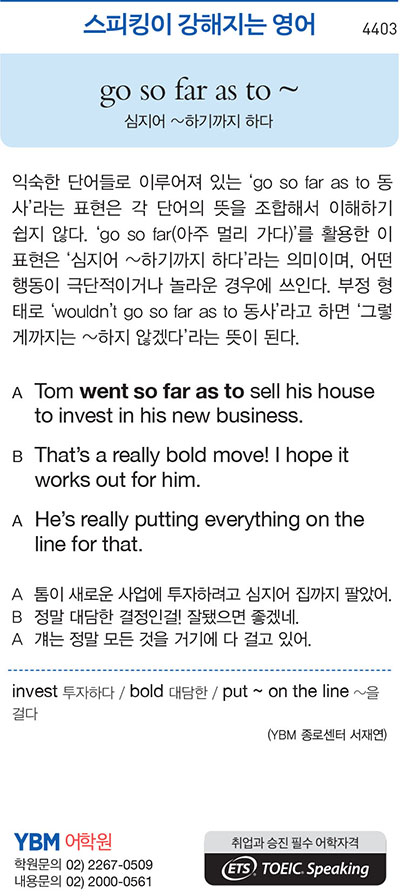 스피킹이 강해지는 영어 4403
go so far as to ~
심지어 ~하기까지 하다
익숙한 단어들로 이루어져 있는 ‘go so far as to 동
사’라는 표현은 각 단어의 뜻을 조합해서 이해하기
쉽지 않다. ‘go so far(아주 멀리 가다)’를 활용한 이
표현은 ‘심지어 ~하기까지 하다’라는 의미이며, 어떤
행동이 극단적이거나 놀라운 경우에 쓰인다. 부정 형
태로 ‘wouldn’t go so far as to 동사’라고 하면 ‘그렇
게까지는 ~하지 않겠다’라는 뜻이 된다.
A Tom went so far as to sell his house
to invest in his new business.
B That’s a really bold move! I hope it
works out for him.
A He’s really putting everything on the
line for that.
A 톰이 새로운 사업에 투자하려고 심지어 집까지 팔았어.
B 정말 대담한 결정인걸! 잘됐으면 좋겠네.
A 걔는 정말 모든 것을 거기에 다 걸고 있어.
invest 투자하다 / bold 대담한 / put ~ on the line ~을
걸다
(YBM 종로센터 서재연)
YBM 어학원
학원문의 02) 2267-0509
내용문의 02) 2000-0561
취업과 승진 필수 어학자격
ETS TOEIC Speaking